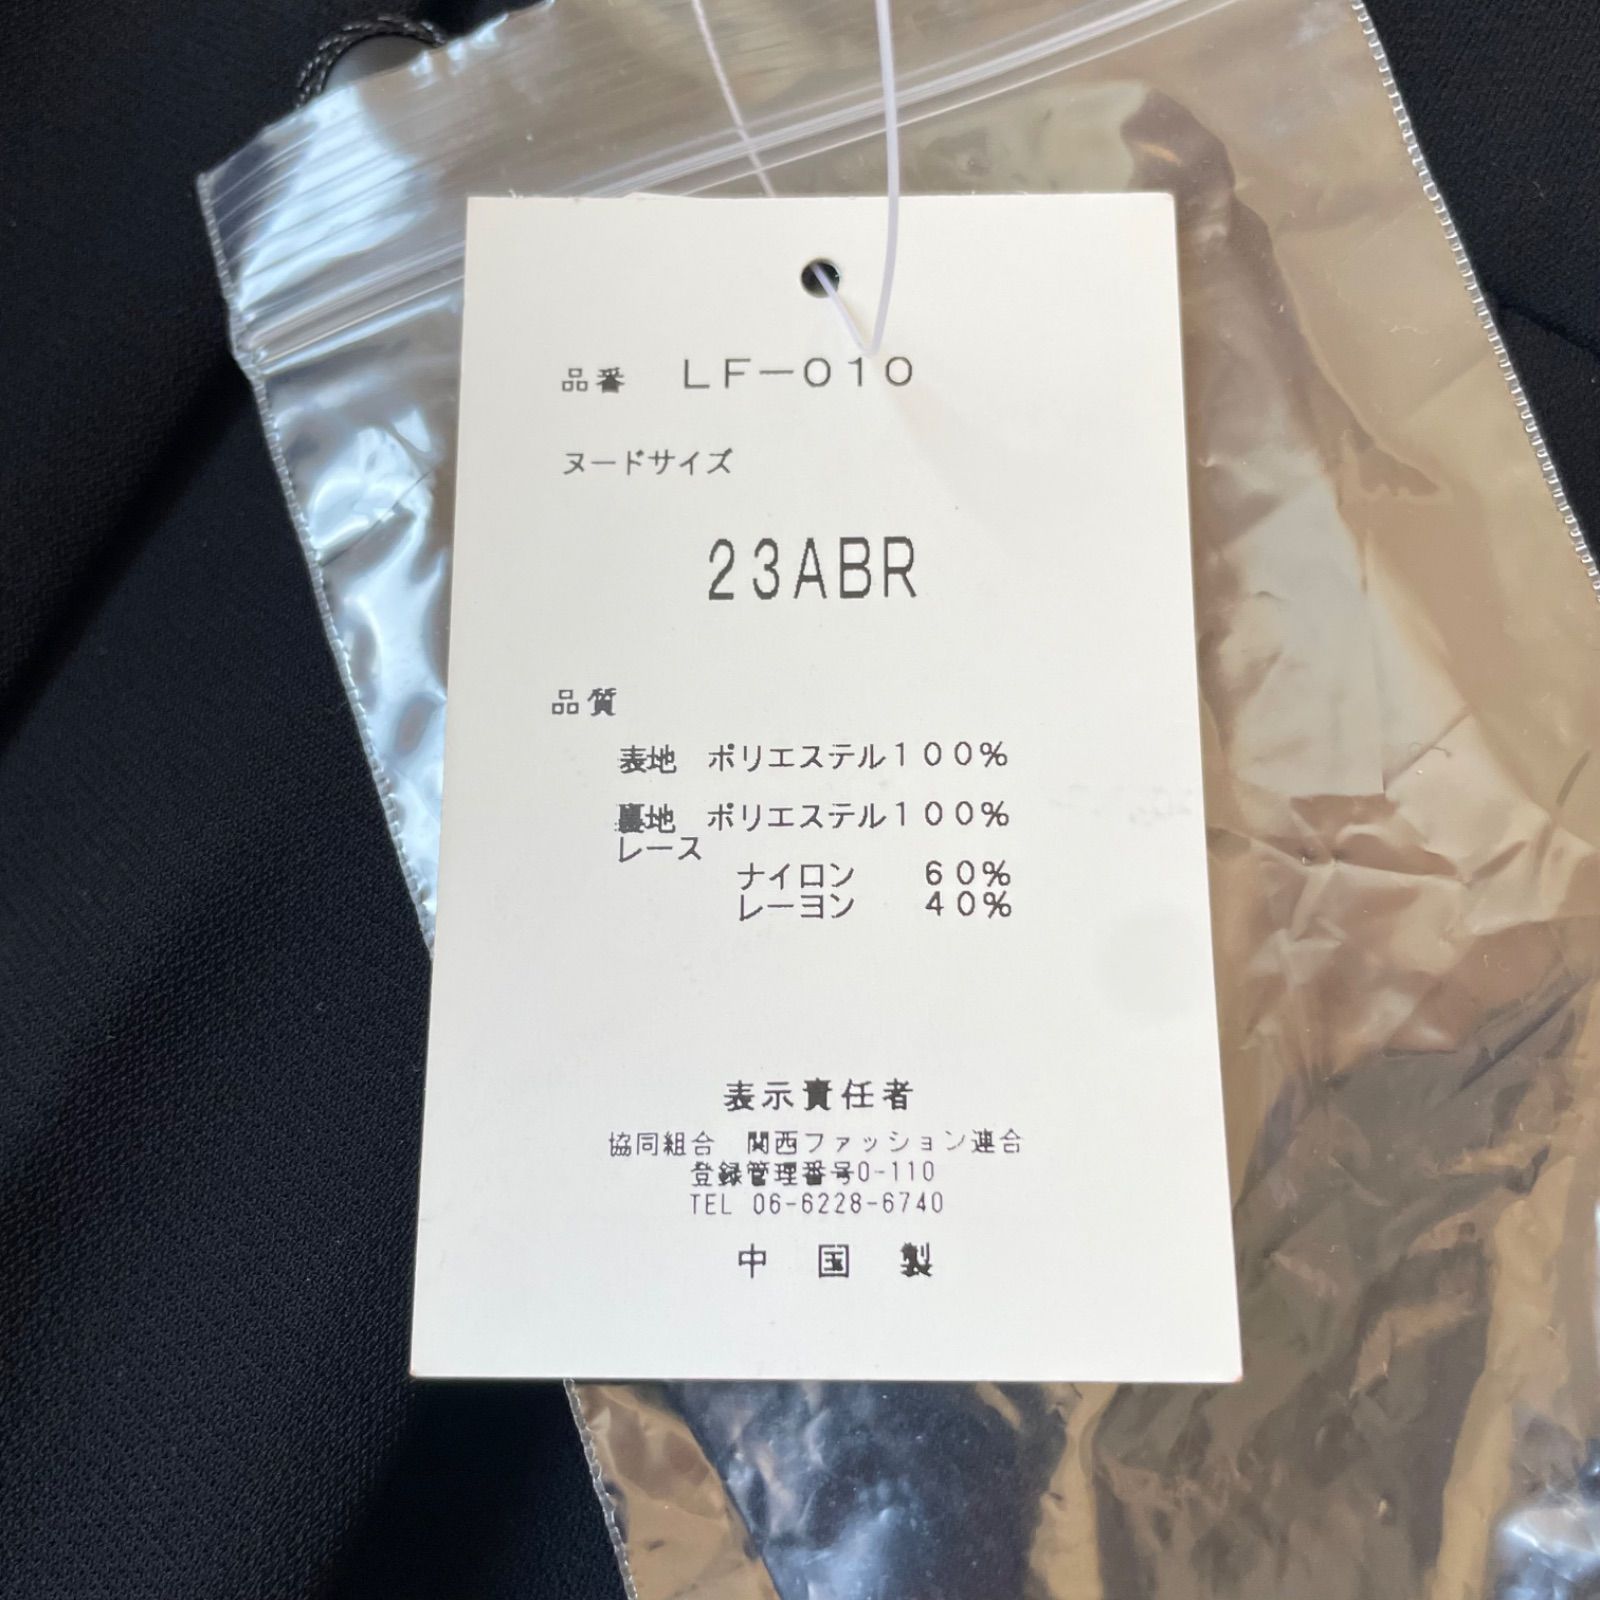 品番 LF-010
ヌードサイズ
23ABR
品質
表地 ポリエステル100%
裏地 ポリエステル100%
レース
ナイロン 60%
レーヨン 40%
表示責任者
協同組合 関西ファッション連合
登録管理番号0-110
TEL 06-6228-6740
中国製